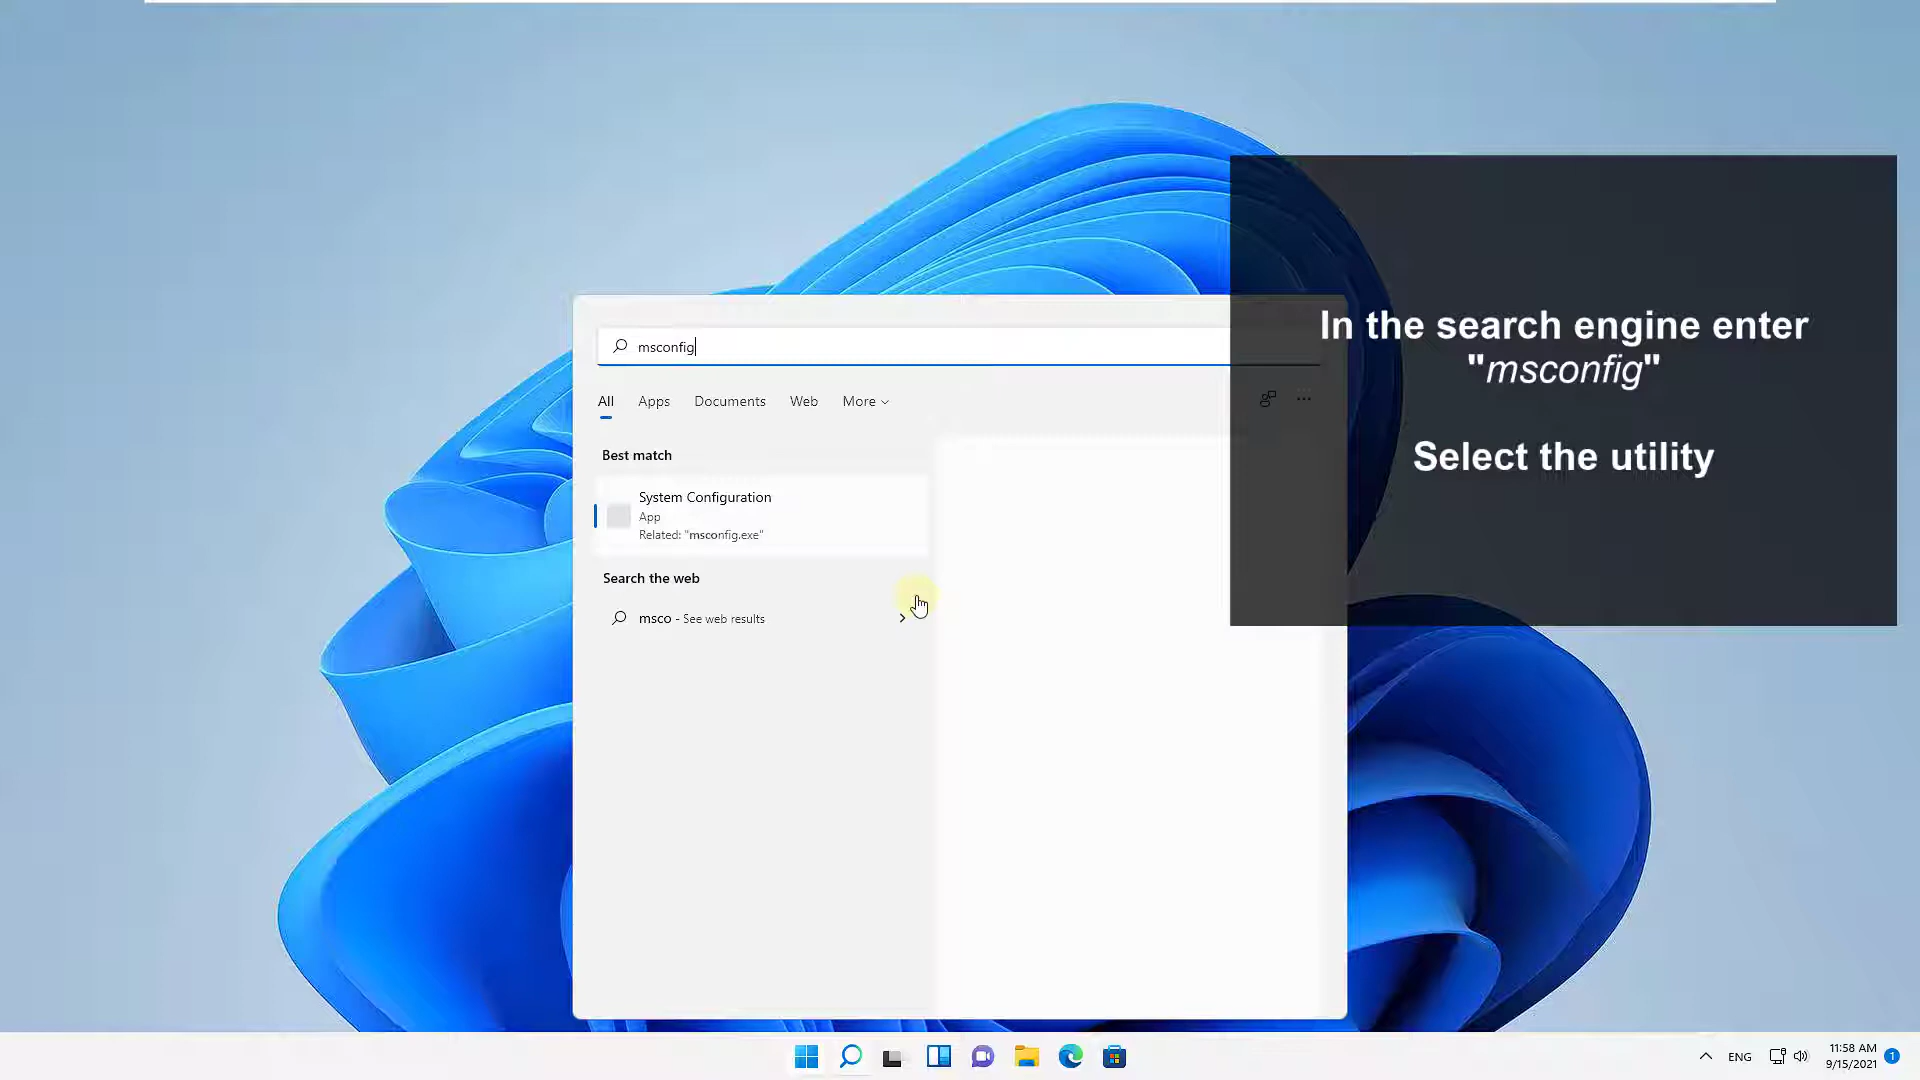 In the search engine enter
"msconfig"
Select the utility
msconfig
All Apps Documents Web More
Best match
System Configuration
App
Related: "msconfig.exe"
Search the web
msco - See web results
ENG
11:58 AM
9/15/2021
1